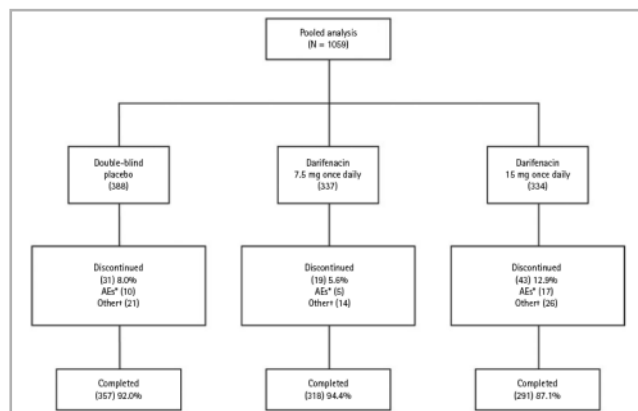 Pooled analysis
(N = 1059)
Double-blind
placebo
(388)
Darifenacin
7.5 mg once daily
(337)
Darifenacin
15 mg once daily
(334)
Discontinued
(31) 8.0%
AEs* (10)
Other† (21)
Discontinued
(19) 5.6%
AEs* (5)
Other† (14)
Discontinued
(43) 12.9%
AEs* (17)
Other† (26)
Completed
(357) 92.0%
Completed
(318) 94.4%
Completed
(291) 87.1%